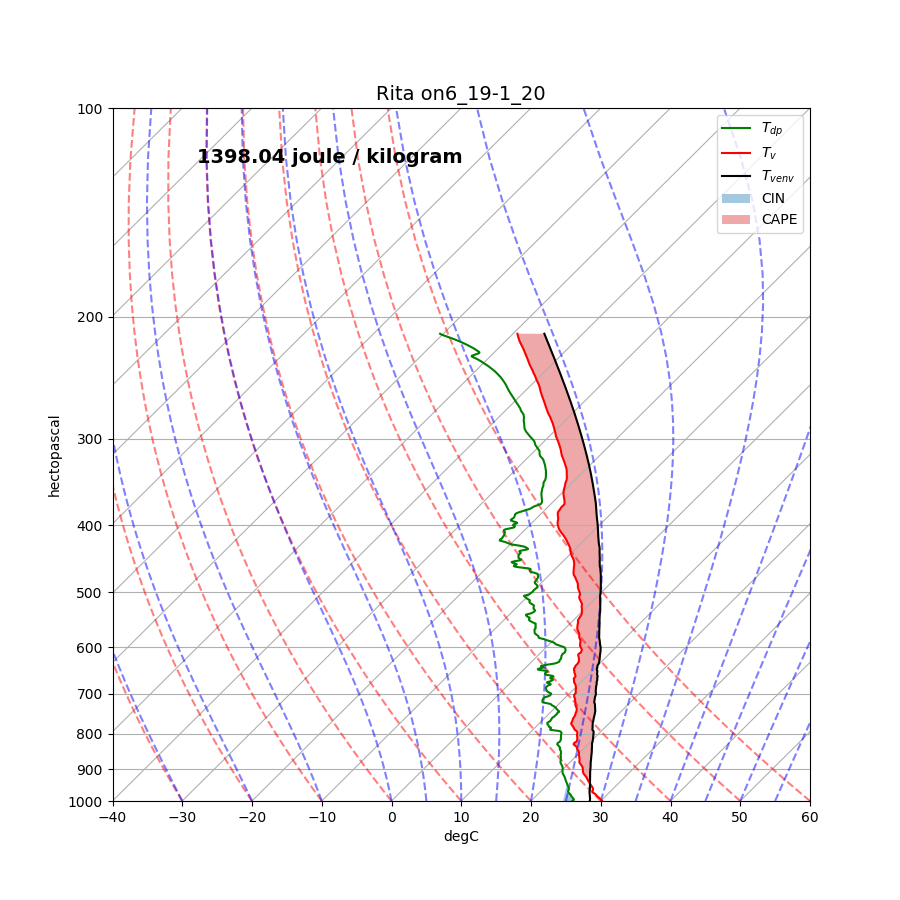 Rita on6_19-1_20
100
1398.04 joule / kilogram
T_dp
T_v
T_venv
CIN
CAPE
200
300
400
500
600
700
800
900
1000
hectopascal
−40 −30 −20 −10 0 10 20 30 40 50 60
degC